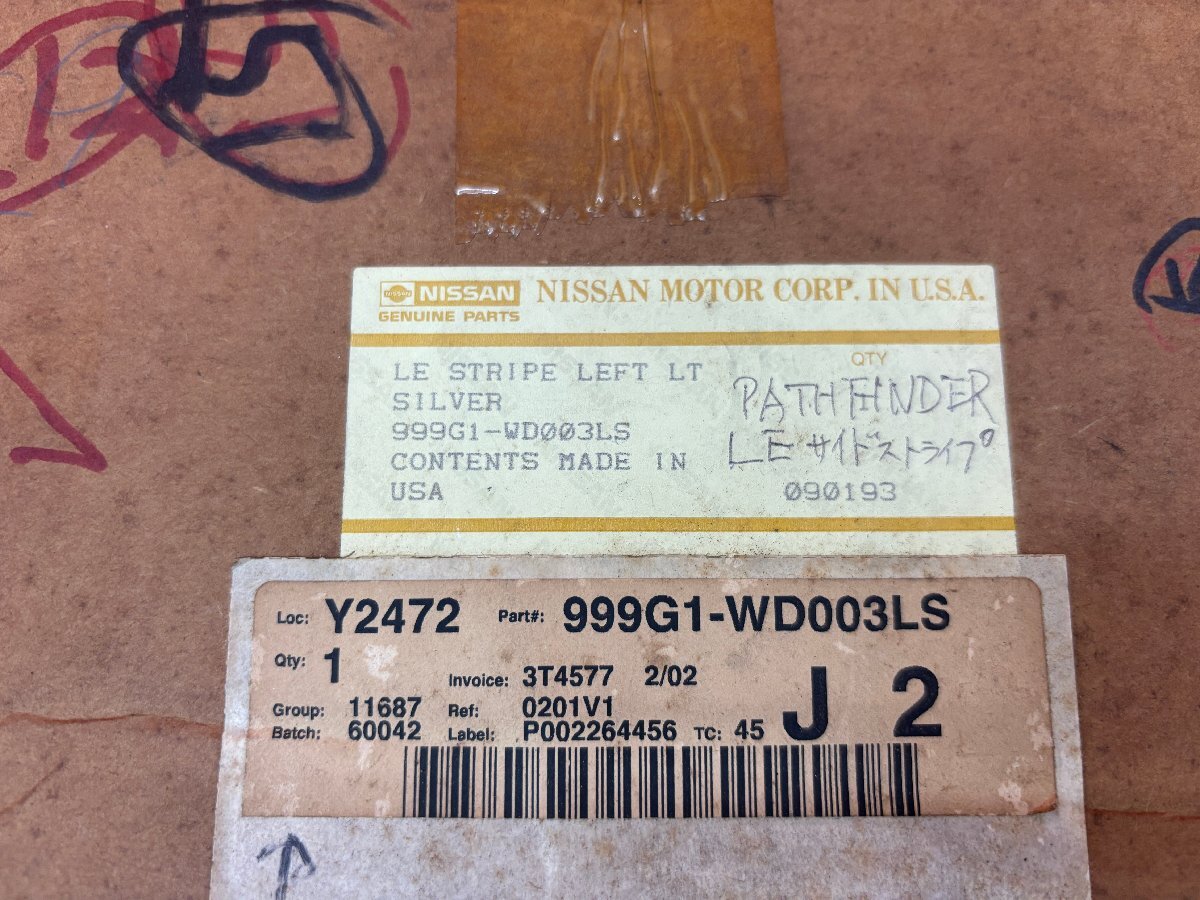 NISSAN NISSAN MOTOR CORP. IN U.S.A.
GENUINE PARTS
QTY
LE STRIPE LEFT LT
SILVER
999G1-WD003LS
CONTENTS MADE IN
USA
PATHFINDER
LE サイドストライプ
090193
Loc: Y2472 Part#: 999G1-WD003LS
Qty: 1
Invoice: 3T4577 2/02
Group: 11687 Ref: 0201V1
Batch: 60042 Label: P002264456 TC: 45
J 2